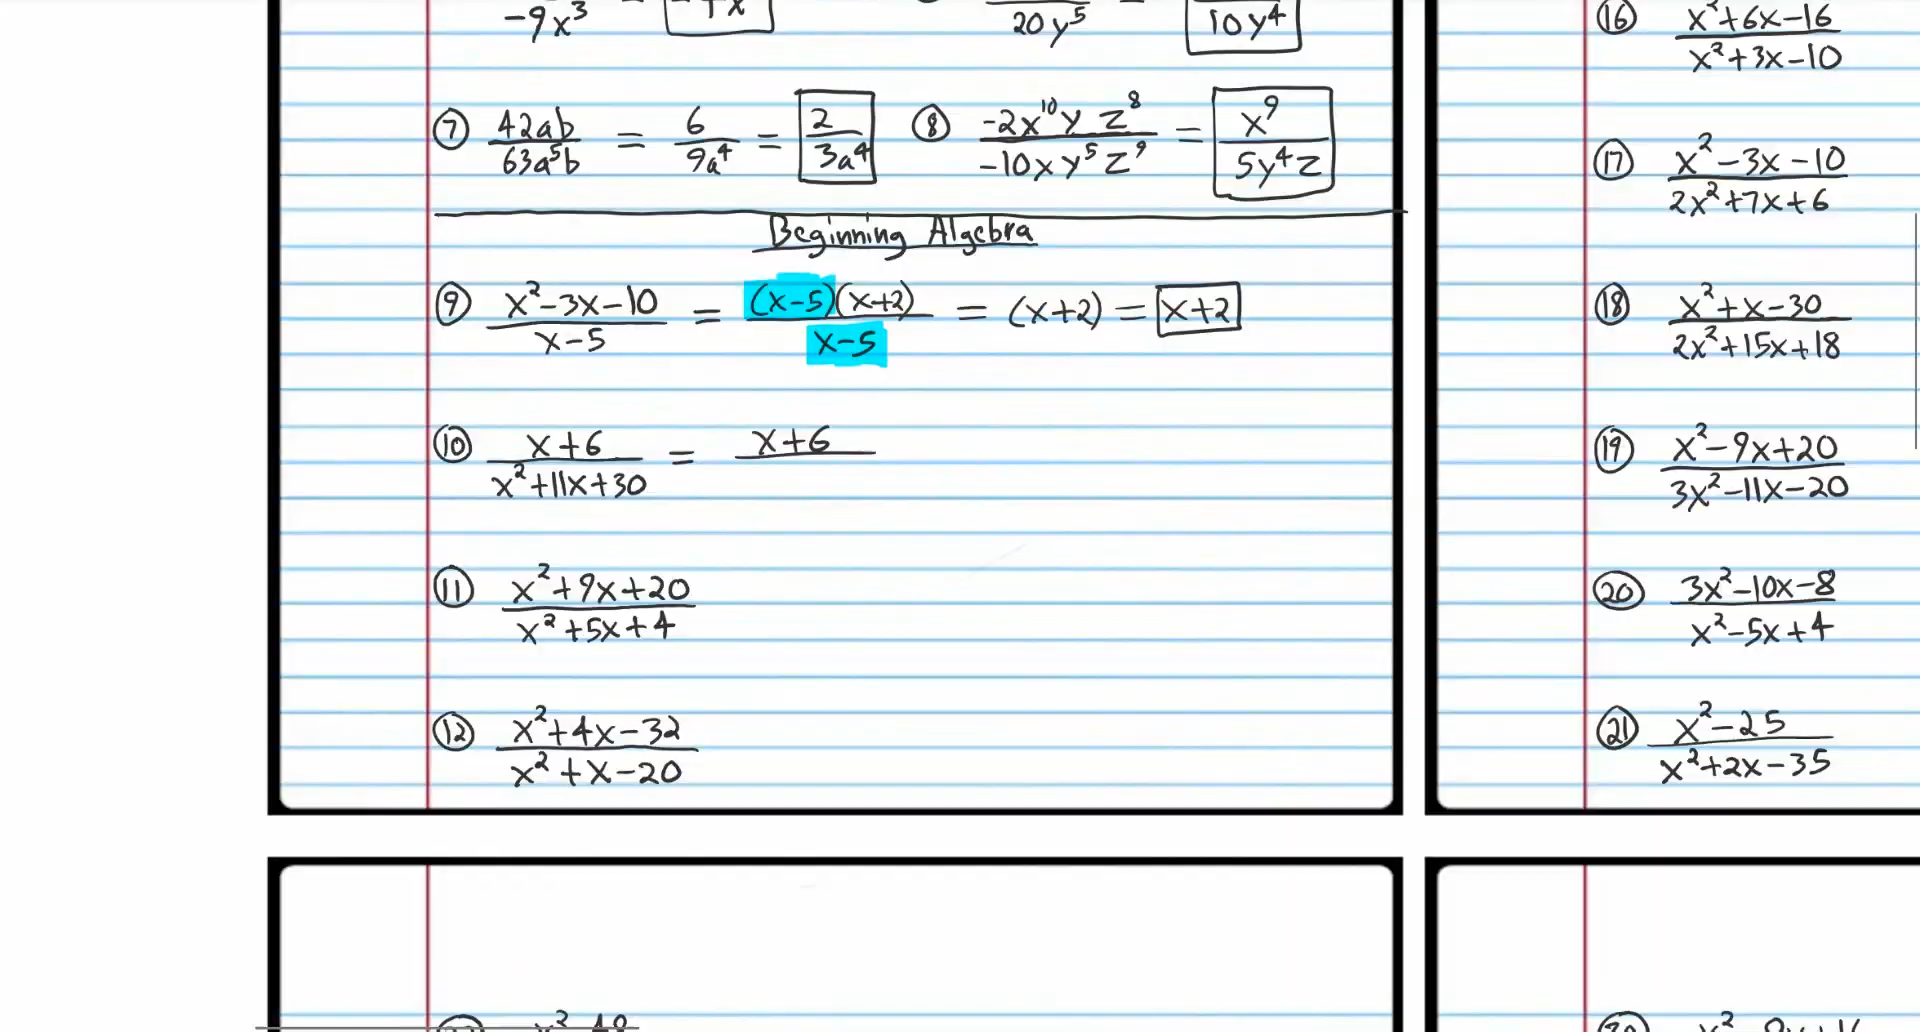 -9x³ = 20y⁵ = 10y⁴
⑦ 42ab/63a⁵b = 6/9a⁴ = 2/3a⁴ ⑧ -2x¹⁰y z⁸/-10xy⁵z⁹ = x⁹/5y⁴z
Beginning Algebra
⑨ x²-3x-10/x-5 = (x-5)(x+2)/x-5 = (x+2) = x+2
⑩ x+6/x²+11x+30 = x+6
⑪ x²+9x+20/x²+5x+4
⑫ x²+4x-32/x²+x-20
⑯ x²+6x-16/x²+3x-10
⑰ x²-3x-10/2x²+7x+6
⑱ x²+x-30/2x²+15x+18
⑲ x²-9x+20/3x²-11x-20
⑳ 3x²-10x-8/x²-5x+4
㉑ x²-25/x²+2x-35